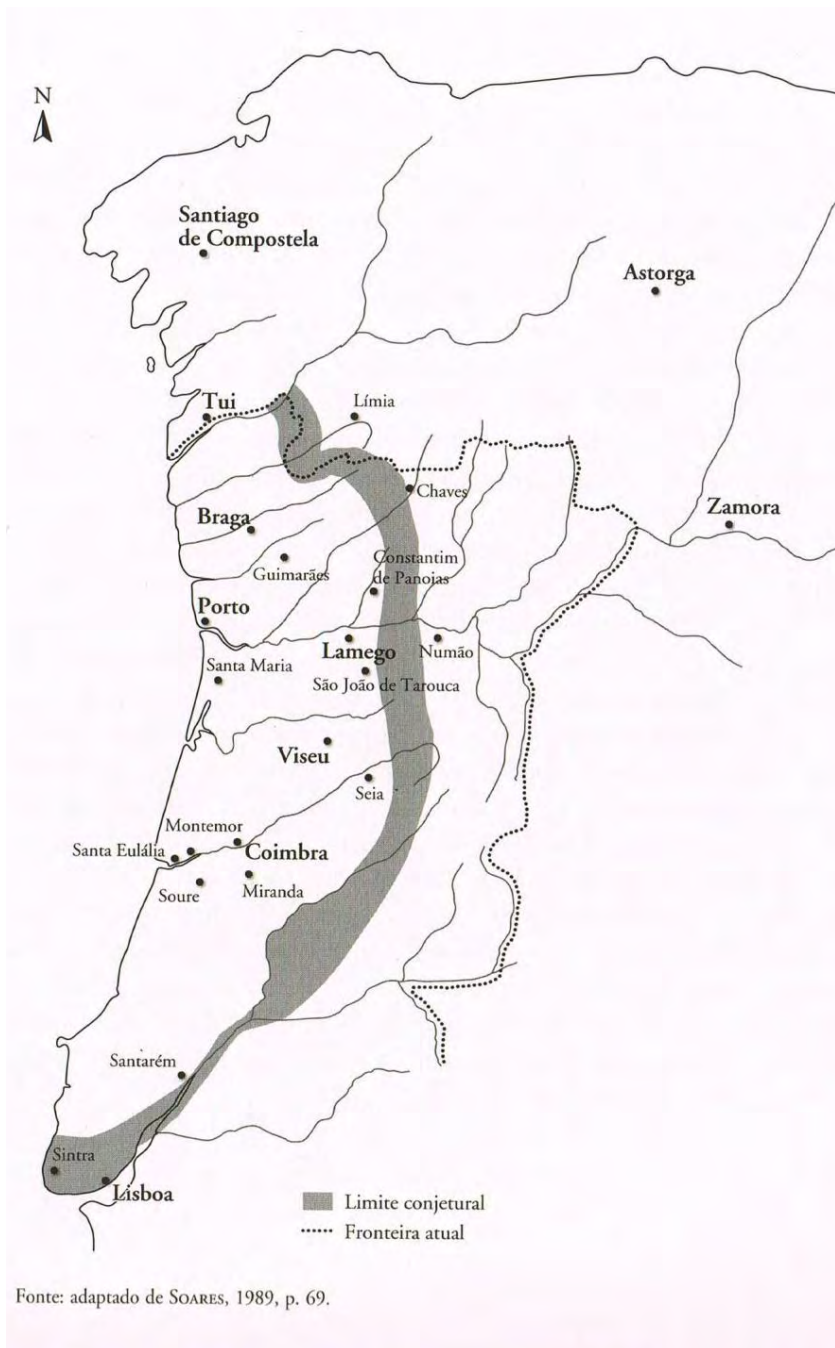 N
Santiago
de Compostela
Astorga
Tui
Límia
Chaves
Braga
Zamora
Guimarães
Constantim
de Panojas
Porto
Lamego
Numão
Santa Maria
São João de Tarouca
Viseu
Seia
Montemor
Santa Eulália
Coimbra
Soure
Miranda
Santarém
Sintra
Lisboa
Limite conjetural
Fronteira atual
Fonte: adaptado de SOARES, 1989, p. 69.